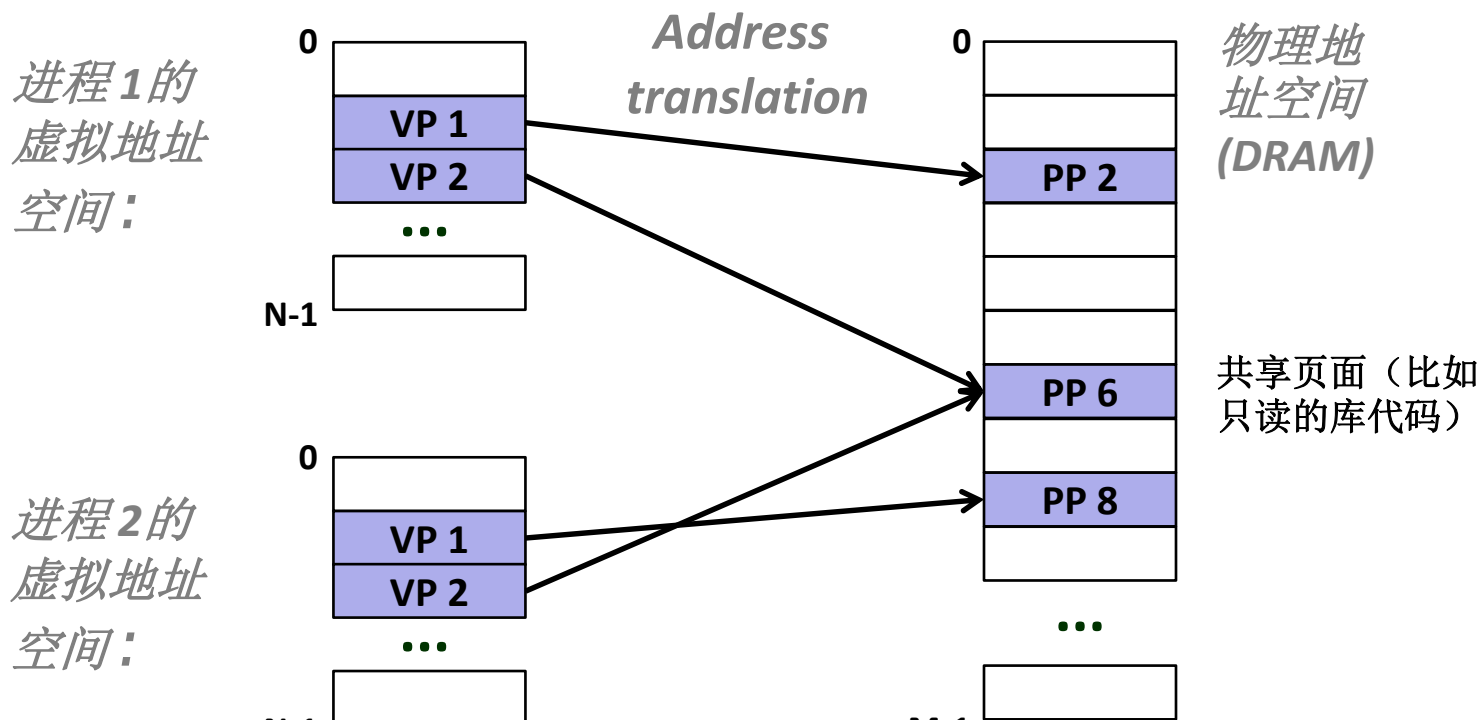 0
Address
translation
0
进程1的
虚拟地址
空间：
VP 1
VP 2
...
N-1
物理地
址空间
(DRAM)
PP 2
PP 6
共享页面（比如
只读的库代码）
PP 8
...
0
进程2的
虚拟地址
空间：
VP 1
VP 2
...